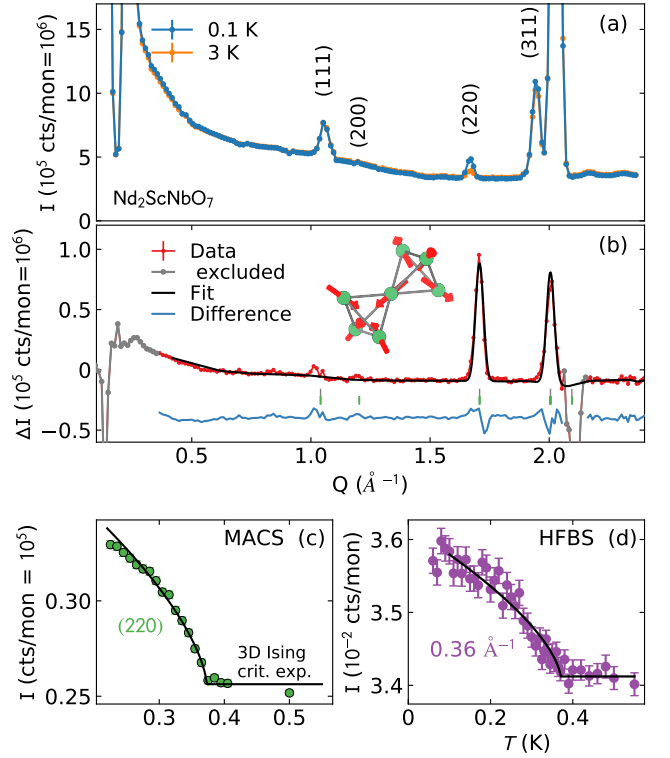 (a)
0.1 K
3 K
(111)
(200)
(220)
(311)
15
10
5
0
I (10⁵ cts/mon=10⁶)
Nd₂ScNbO₇
(b)
Data
excluded
Fit
Difference
1.0
0.5
0
−0.5
ΔI (10⁵ cts/mon=10⁶)
0.5
1.0
1.5
2.0
Q (Å⁻¹)
MACS (c)
0.30
0.25
I (cts/mon = 10⁵)
(220)
3D Ising
crit. exp.
0.3
0.4
0.5
HFBS (d)
3.6
3.5
3.4
I (10⁻² cts/mon)
0.36 Å⁻¹
0
0.2
0.4
0.6
T (K)